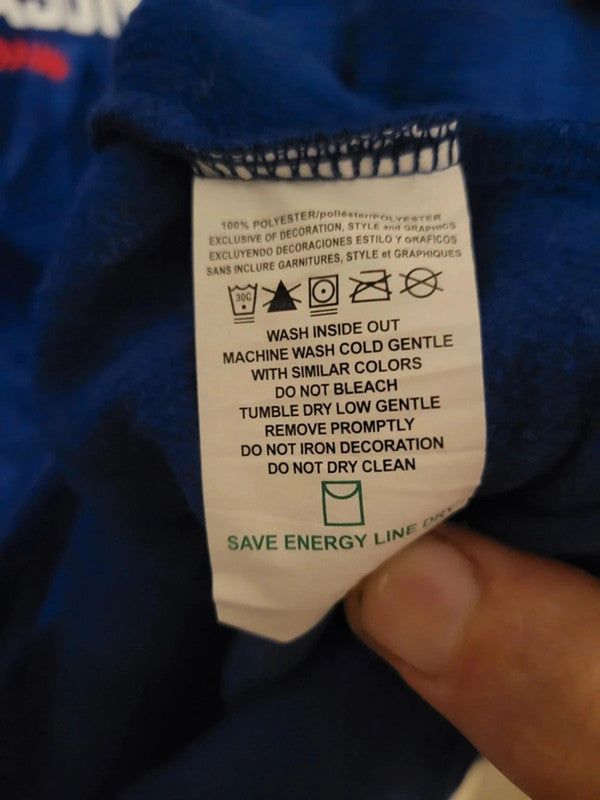 100% POLYESTER/poliéster/POLYESTER
EXCLUSIVE OF DECORATION, STYLE and GRAPHICS
EXCLUYENDO DECORACIONES ESTILO Y GRAFICOS
SANS INCLURE GARNITURES, STYLE et GRAPHIQUES
30C
WASH INSIDE OUT
MACHINE WASH COLD GENTLE
WITH SIMILAR COLORS
DO NOT BLEACH
TUMBLE DRY LOW GENTLE
REMOVE PROMPTLY
DO NOT IRON DECORATION
DO NOT DRY CLEAN
SAVE ENERGY LINE DRY